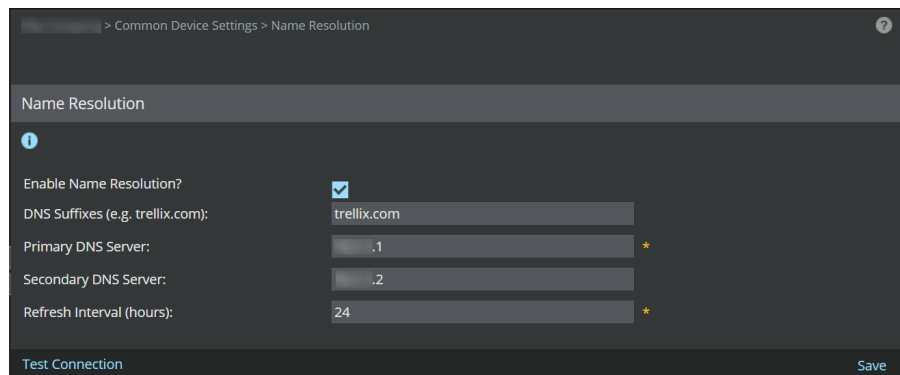 > Common Device Settings > Name Resolution
?
Name Resolution
i
Enable Name Resolution?
DNS Suffixes (e.g. trellix.com): trellix.com
Primary DNS Server: .1 *
Secondary DNS Server: .2
Refresh Interval (hours): 24 *
Test Connection Save